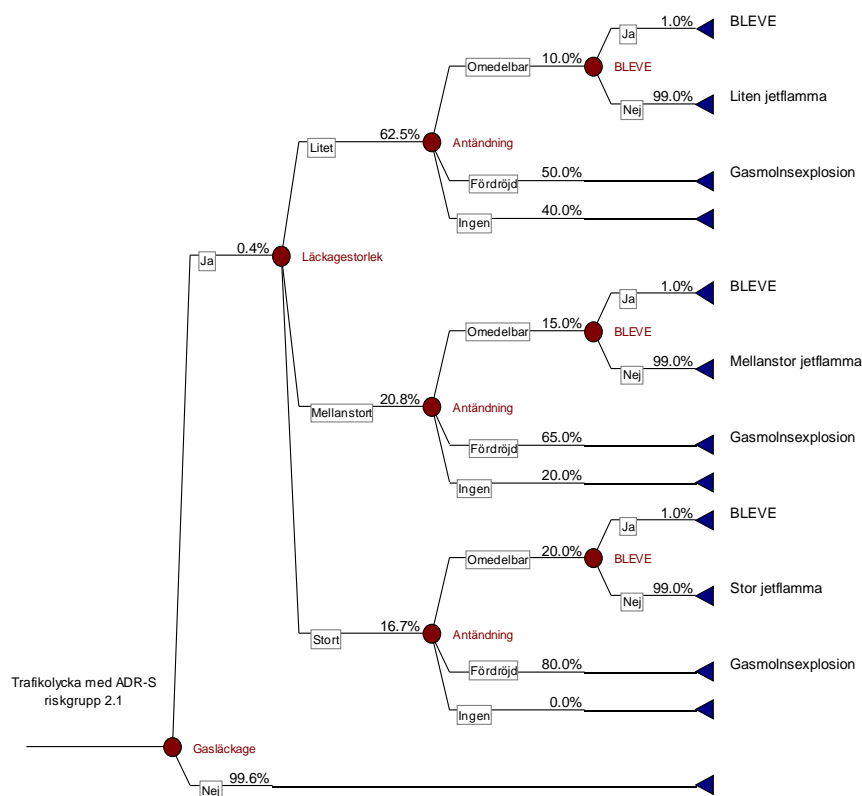 1.0%
BLEVE
Ja
Omedelbar
10.0%
BLEVE
99.0%
Liten jetflamma
Nej
Litet
62.5%
Antändning
Fördröjd
50.0%
Gasmolnsexplosion
Ingen
40.0%
Ja
0.4%
Läckagestorlek
1.0%
BLEVE
Ja
Omedelbar
15.0%
BLEVE
99.0%
Mellanstor jetflamma
Nej
Mellanstort
20.8%
Antändning
Fördröjd
65.0%
Gasmolnsexplosion
Ingen
20.0%
1.0%
BLEVE
Ja
Omedelbar
20.0%
BLEVE
99.0%
Stor jetflamma
Nej
Stort
16.7%
Antändning
Fördröjd
80.0%
Gasmolnsexplosion
Ingen
0.0%
Trafikolycka med ADR-S
riskgrupp 2.1
Gasläckage
Nej
99.6%